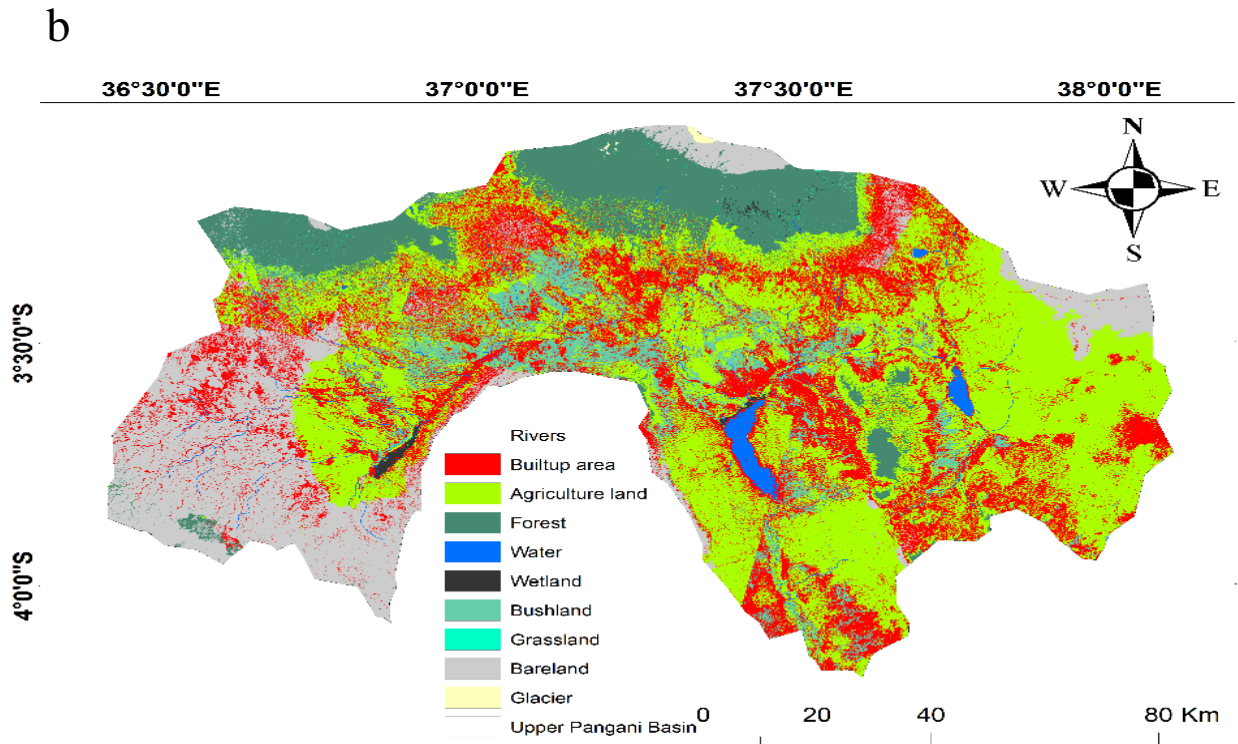 b
36°30'0"E 37°0'0"E 37°30'0"E 38°0'0"E
N
W E
S
3°30'0"S
4°0'0"S
Rivers
Builtup area
Agriculture land
Forest
Water
Wetland
Bushland
Grassland
Bareland
Glacier
Upper Pangani Basin
0 20 40 80 Km